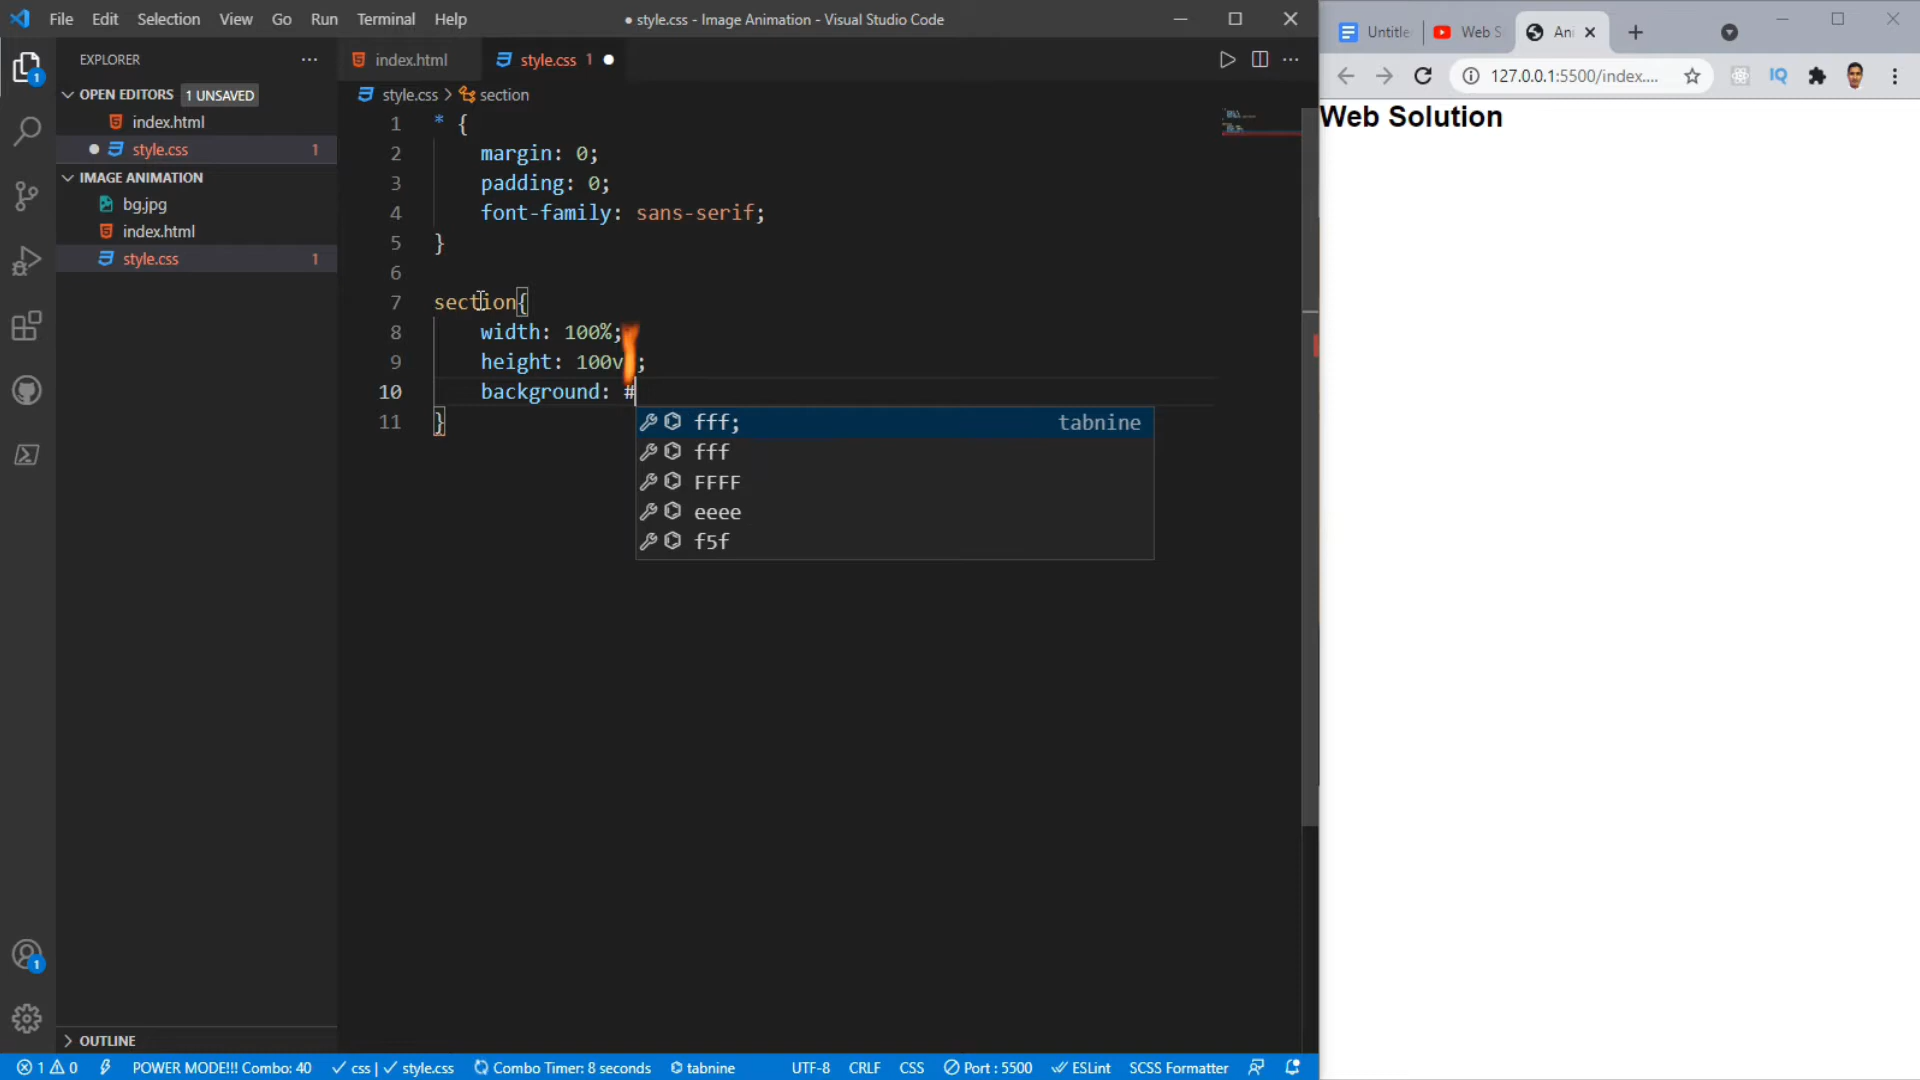 File Edit Selection View Go Run Terminal Help
● style.css - Image Animation - Visual Studio Code
Untitle
Web S
Ani
EXPLORER
index.html
style.css 1
127.0.0.1:5500/index....
IQ
OPEN EDITORS 1 UNSAVED
index.html
style.css 1
IMAGE ANIMATION
bg.jpg
index.html
style.css 1
style.css > section
1 * {
2 margin: 0;
3 padding: 0;
4 font-family: sans-serif;
5 }
6
7 section{
8 width: 100%;
9 height: 100v ;
10 background: #
11 }
fff; tabnine
fff
FFFF
eeee
f5f
Web Solution
1
1
OUTLINE
1 0 POWER MODE!!! Combo: 40 css | style.css Combo Timer: 8 seconds tabnine UTF-8 CRLF CSS Port : 5500 ESLint SCSS Formatter